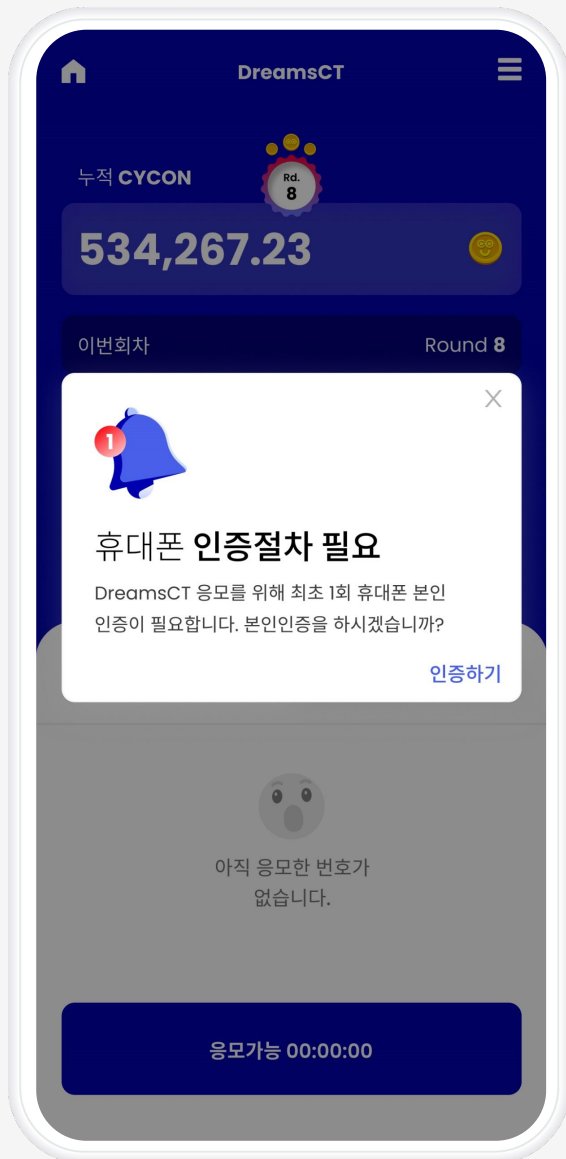 DreamsCT
누적 CYCON
Rd.
8
534,267.23
이번회차 Round 8
X
1
휴대폰 인증절차 필요
DreamsCT 응모를 위해 최초 1회 휴대폰 본인
인증이 필요합니다. 본인인증을 하시겠습니까?
인증하기
아직 응모한 번호가
없습니다.
응모가능 00:00:00